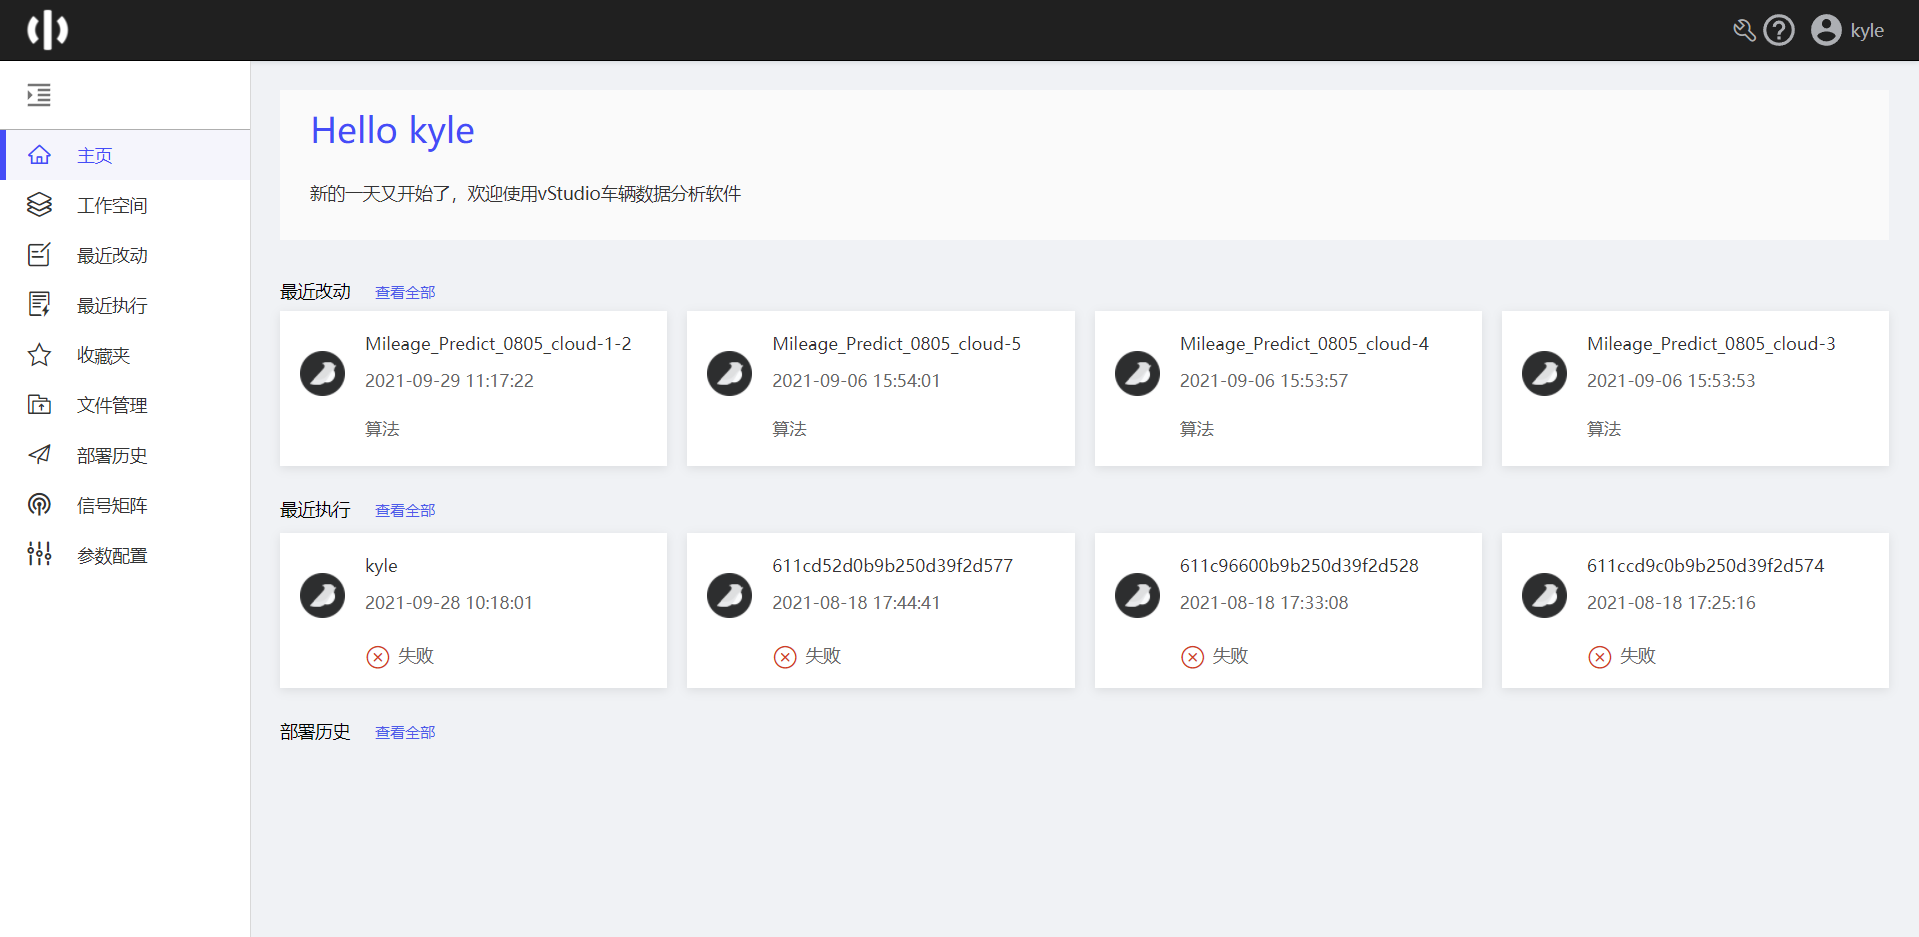 kyle
主页
工作空间
最近改动
最近执行
收藏夹
文件管理
部署历史
信号矩阵
参数配置
Hello kyle
新的一天又开始了，欢迎使用vStudio车辆数据分析软件
最近改动 查看全部
Mileage_Predict_0805_cloud-1-2
2021-09-29 11:17:22
算法
Mileage_Predict_0805_cloud-5
2021-09-06 15:54:01
算法
Mileage_Predict_0805_cloud-4
2021-09-06 15:53:57
算法
Mileage_Predict_0805_cloud-3
2021-09-06 15:53:53
算法
最近执行 查看全部
kyle
2021-09-28 10:18:01
失败
611cd52d0b9b250d39f2d577
2021-08-18 17:44:41
失败
611c96600b9b250d39f2d528
2021-08-18 17:33:08
失败
611ccd9c0b9b250d39f2d574
2021-08-18 17:25:16
失败
部署历史 查看全部